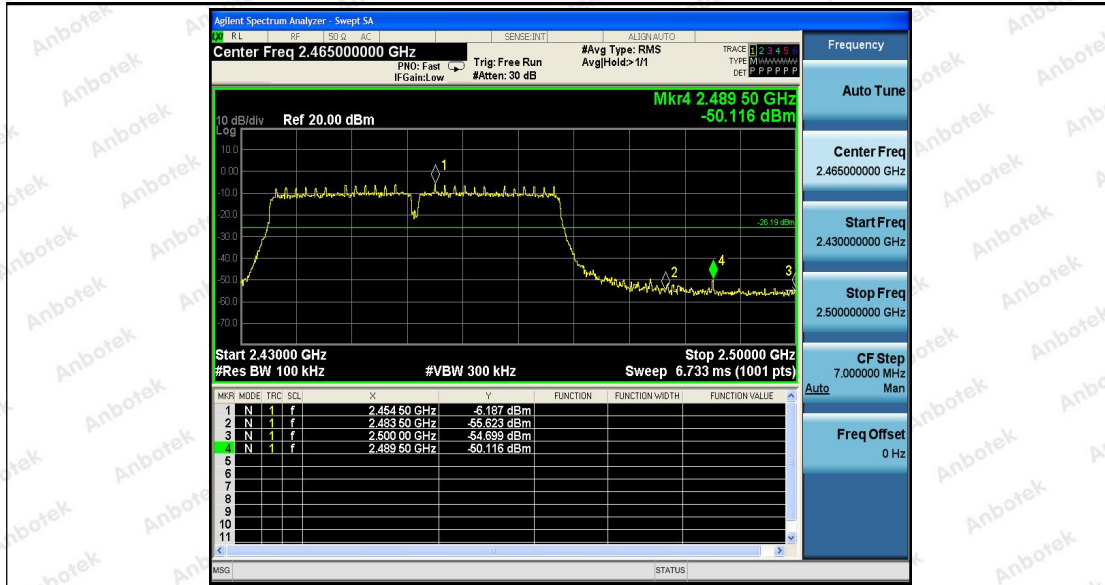 Agilent Spectrum Analyzer - Swept SA
RL RF 50 Ω AC SENSE:INT ALIGNAUTO
Center Freq 2.465000000 GHz
PNO: Fast
IFGain:Low
Trig: Free Run
#Atten: 30 dB
#Avg Type: RMS
Avg|Hold:>1/1
TRACE 1 2 3 4 5 6
TYPE M
DET P P P P P P
Mkr4 2.489 50 GHz
-50.116 dBm
10 dB/div Ref 20.00 dBm
Log
10.0
0.00
-10.0
-20.0
-30.0
-40.0
-50.0
-60.0
-70.0
1
-26.19 dBm
2
4
3
Start 2.43000 GHz Stop 2.50000 GHz
#Res BW 100 kHz #VBW 300 kHz Sweep 6.733 ms (1001 pts)
MKR MODE TRC SCL X Y FUNCTION FUNCTION WIDTH FUNCTION VALUE
1 N 1 f 2.454 50 GHz -6.187 dBm
2 N 1 f 2.483 50 GHz -55.623 dBm
3 N 1 f 2.500 00 GHz -54.699 dBm
4 N 1 f 2.489 50 GHz -50.116 dBm
5
6
7
8
9
10
11
MSG STATUS
Frequency
Auto Tune
Center Freq
2.465000000 GHz
Start Freq
2.430000000 GHz
Stop Freq
2.500000000 GHz
CF Step
7.000000 MHz
Auto Man
Freq Offset
0 Hz
Anbotek